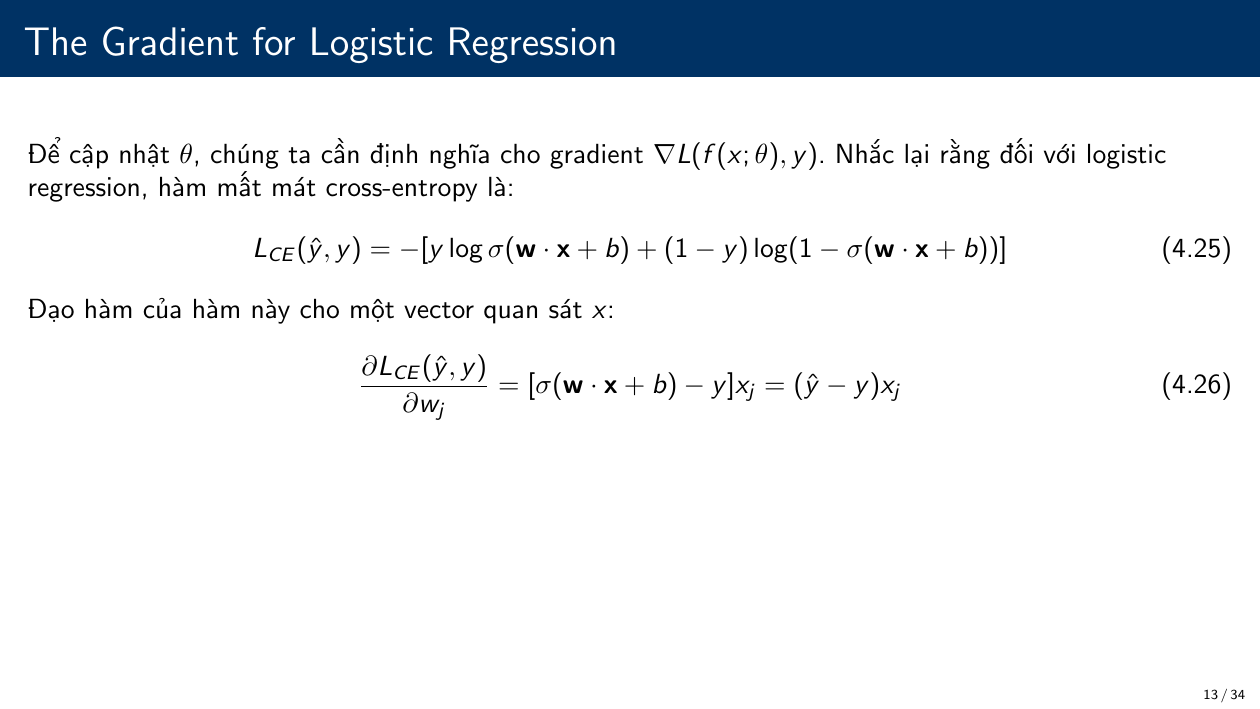 The Gradient for Logistic Regression
Để cập nhật θ, chúng ta cần định nghĩa cho gradient ∇L(f(x; θ), y). Nhắc lại rằng đối với logistic
regression, hàm mất mát cross-entropy là:
L_CE(ŷ, y) = −[y log σ(w · x + b) + (1 − y) log(1 − σ(w · x + b))] (4.25)
Đạo hàm của hàm này cho một vector quan sát x:
∂L_CE(ŷ, y)/∂w_j = [σ(w · x + b) − y]x_j = (ŷ − y)x_j (4.26)
13 / 34